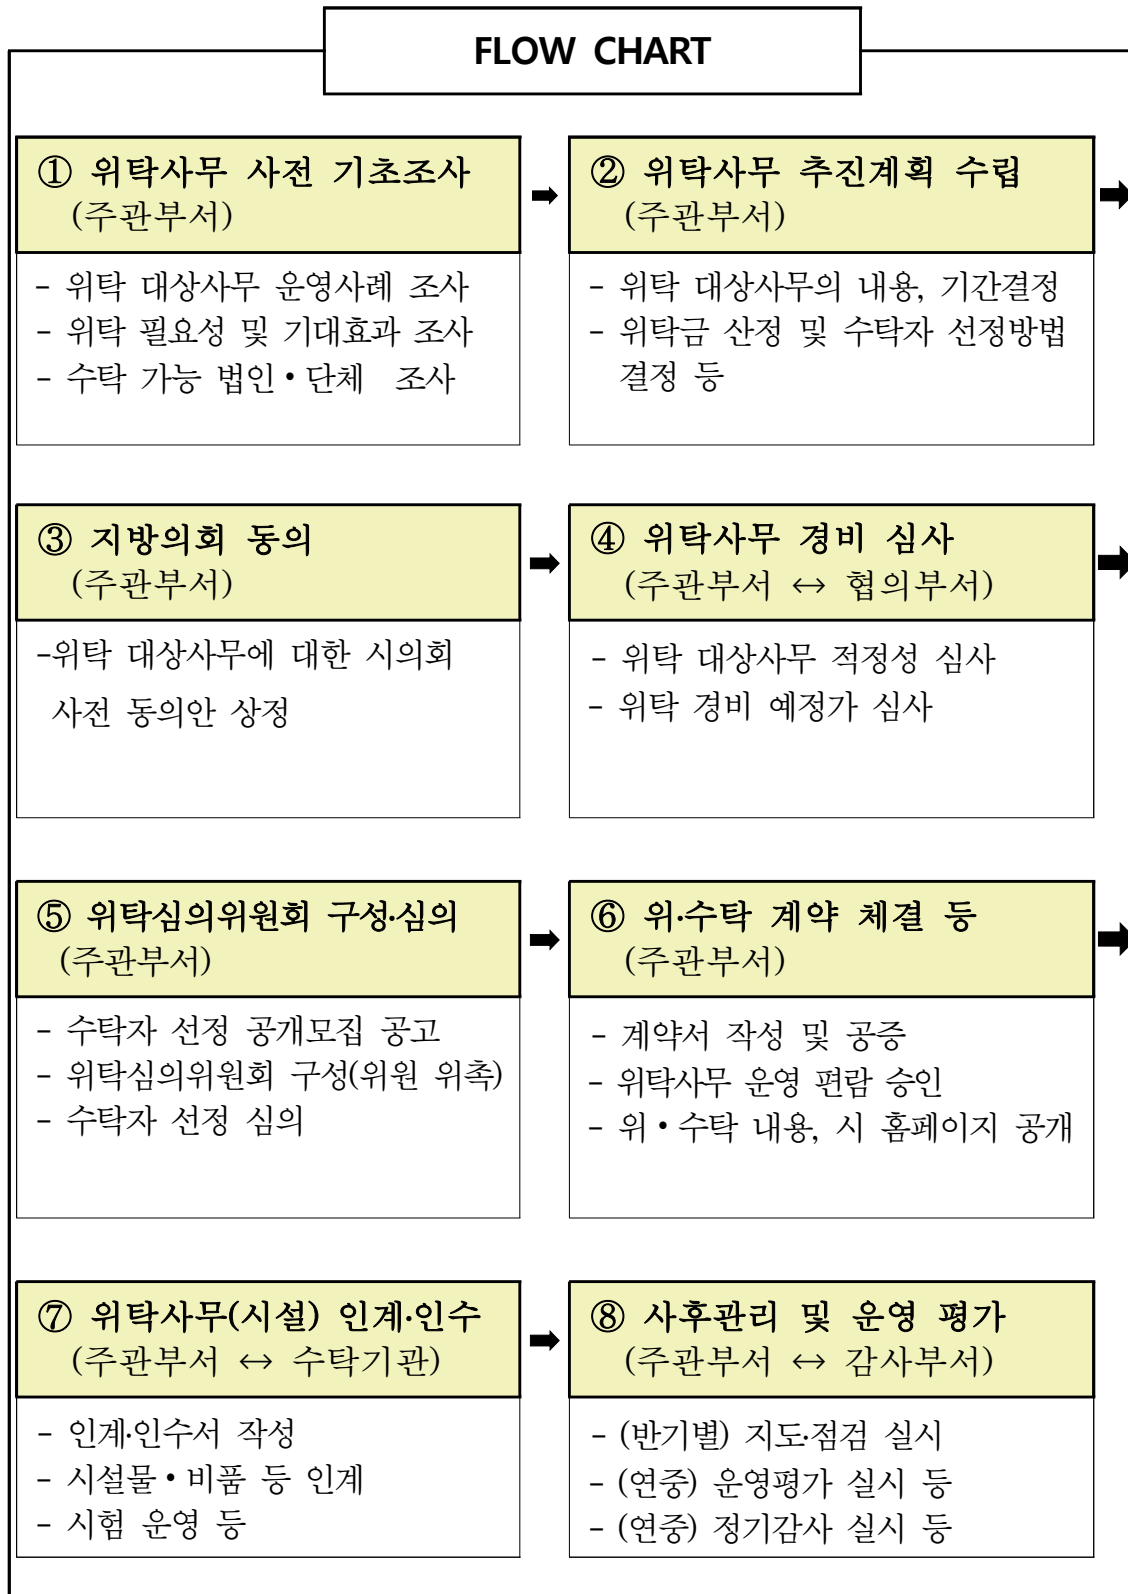 FLOW CHART
① 위탁사무 사전 기초조사
(주관부서)
- 위탁 대상사무 운영사례 조사
- 위탁 필요성 및 기대효과 조사
- 수탁 가능 법인•단체 조사
② 위탁사무 추진계획 수립
(주관부서)
- 위탁 대상사무의 내용, 기간결정
- 위탁금 산정 및 수탁자 선정방법
결정 등
③ 지방의회 동의
(주관부서)
-위탁 대상사무에 대한 시의회
사전 동의안 상정
④ 위탁사무 경비 심사
(주관부서 ↔ 협의부서)
- 위탁 대상사무 적정성 심사
- 위탁 경비 예정가 심사
⑤ 위탁심의위원회 구성·심의
(주관부서)
- 수탁자 선정 공개모집 공고
- 위탁심의위원회 구성(위원 위촉)
- 수탁자 선정 심의
⑥ 위·수탁 계약 체결 등
(주관부서)
- 계약서 작성 및 공증
- 위탁사무 운영 편람 승인
- 위•수탁 내용, 시 홈페이지 공개
⑦ 위탁사무(시설) 인계·인수
(주관부서 ↔ 수탁기관)
- 인계·인수서 작성
- 시설물•비품 등 인계
- 시험 운영 등
⑧ 사후관리 및 운영 평가
(주관부서 ↔ 감사부서)
- (반기별) 지도·점검 실시
- (연중) 운영평가 실시 등
- (연중) 정기감사 실시 등